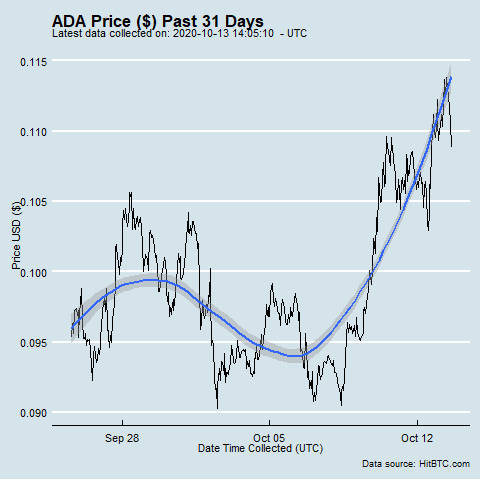 ADA Price ($) Past 31 Days
Latest data collected on: 2020-10-13 14:05:10 - UTC
0.115
0.110
0.105
0.100
0.095
0.090
Price USD ($)
Sep 28
Oct 05
Oct 12
Date Time Collected (UTC)
Data source: HitBTC.com